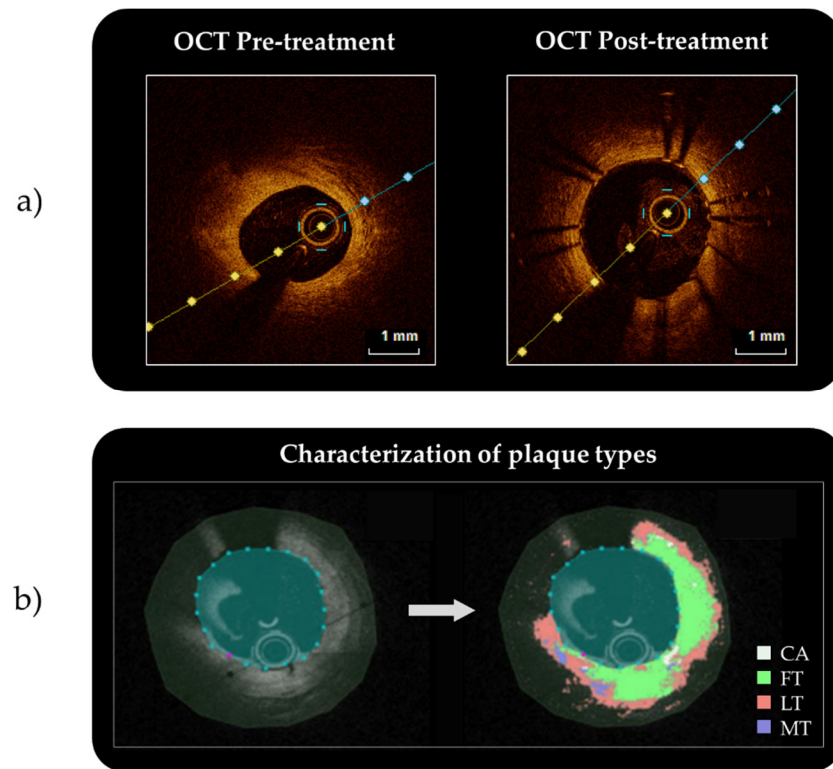 OCT Pre-treatment
OCT Post-treatment
a)
1 mm
1 mm
Characterization of plaque types
b)
CA
FT
LT
MT